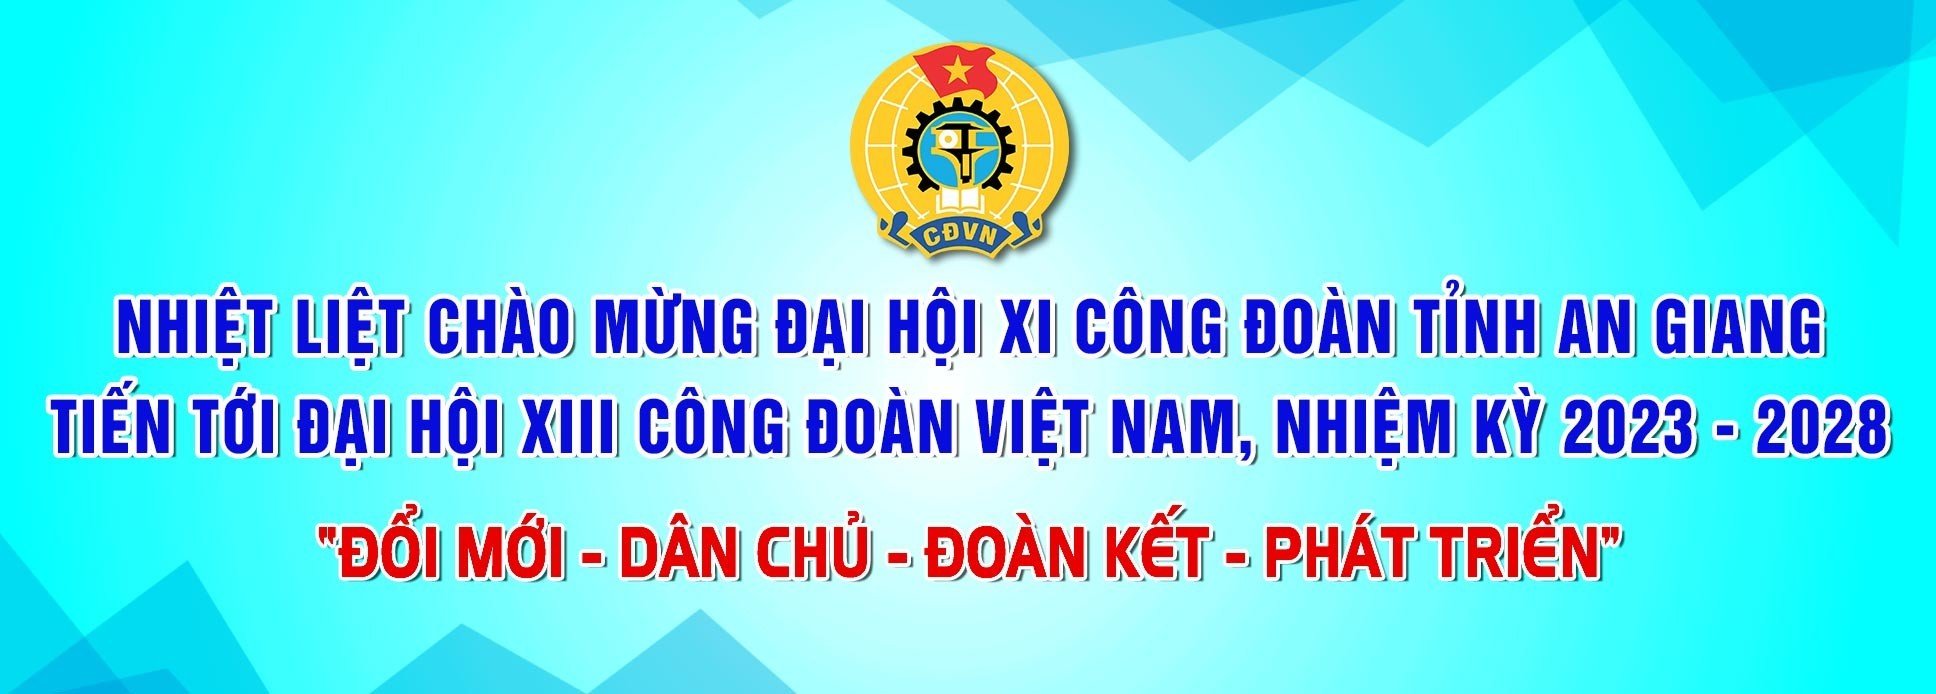 CĐVN
NHIỆT LIỆT CHÀO MỪNG ĐẠI HỘI XI CÔNG ĐOÀN TỈNH AN GIANG
TIẾN TỚI ĐẠI HỘI XIII CÔNG ĐOÀN VIỆT NAM, NHIỆM KỲ 2023 - 2028
"ĐỔI MỚI - DÂN CHỦ - ĐOÀN KẾT - PHÁT TRIỂN"